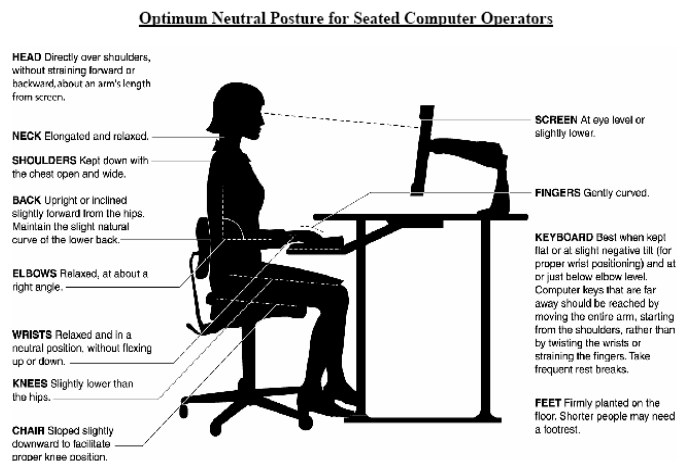 Optimum Neutral Posture for Seated Computer Operators
HEAD Directly over shoulders,
without straining forward or
backward, about an arm's length
from screen.
NECK Elongated and relaxed.
SHOULDERS Kept down with
the chest open and wide.
BACK Upright or inclined
slightly forward from the hips.
Maintain the slight natural
curve of the lower back.
ELBOWS Relaxed, at about a
right angle.
WRISTS Relaxed and in a
neutral position, without flexing
up or down.
KNEES Slightly lower than
the hips.
CHAIR Sloped slightly
downward to facilitate
proper knee position.
SCREEN At eye level or
slightly lower.
FINGERS Gently curved.
KEYBOARD Best when kept
flat or at slight negative tilt (for
proper wrist positioning) and at
or just below elbow level.
Computer keys that are far
away should be reached by
moving the entire arm, starting
from the shoulders, rather than
by twisting the wrists or
straining the fingers. Take
frequent rest breaks.
FEET Firmly planted on the
floor. Shorter people may need
a footrest.